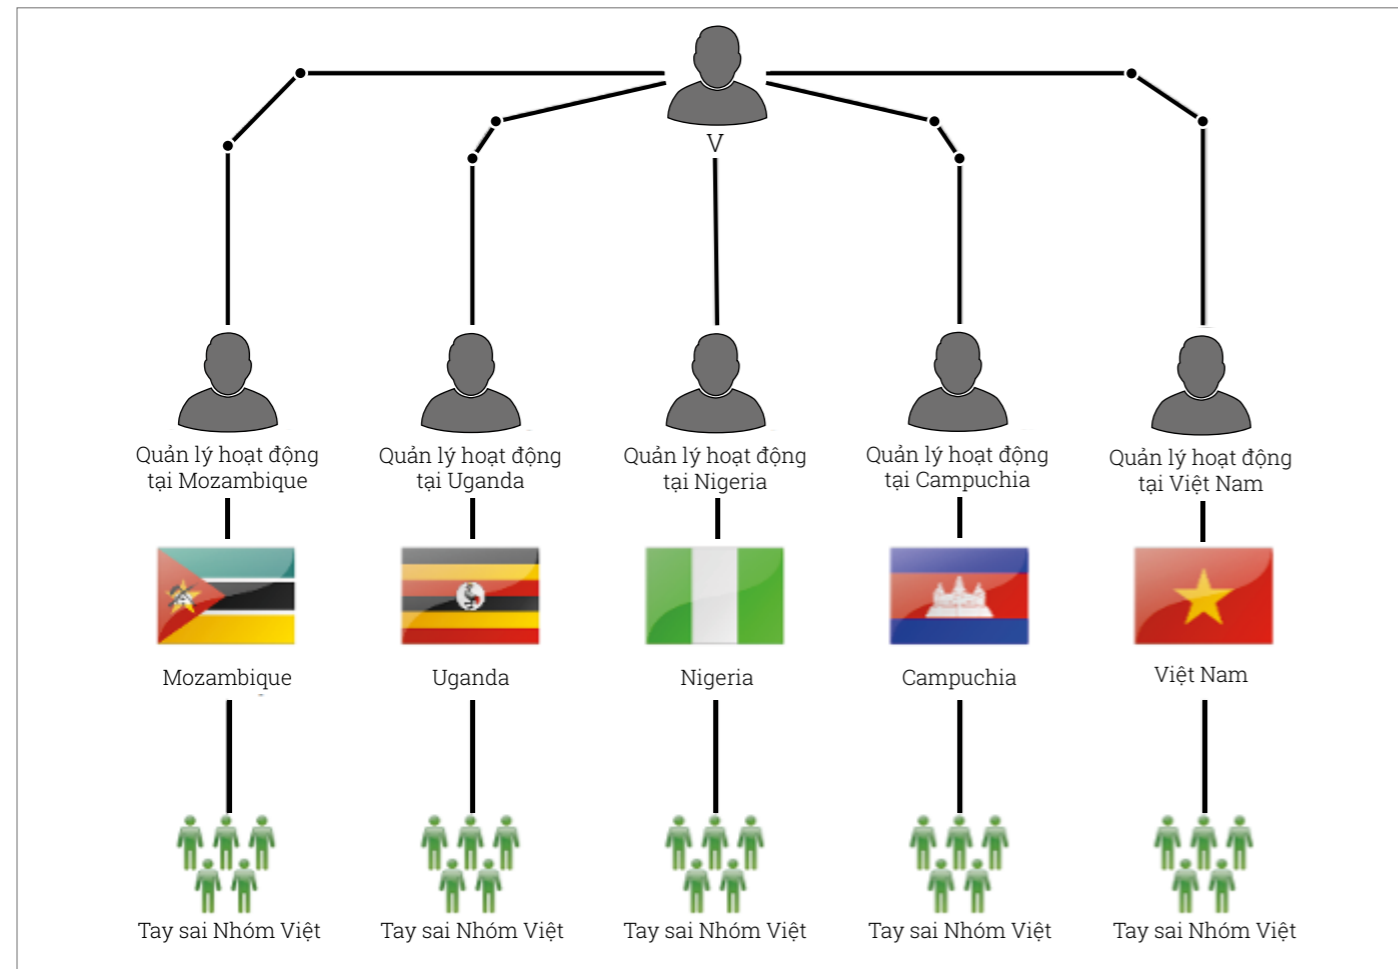 V
Quản lý hoạt động
tại Mozambique
Quản lý hoạt động
tại Uganda
Quản lý hoạt động
tại Nigeria
Quản lý hoạt động
tại Campuchia
Quản lý hoạt động
tại Việt Nam
Mozambique
Uganda
Nigeria
Campuchia
Việt Nam
Tay sai Nhóm Việt
Tay sai Nhóm Việt
Tay sai Nhóm Việt
Tay sai Nhóm Việt
Tay sai Nhóm Việt